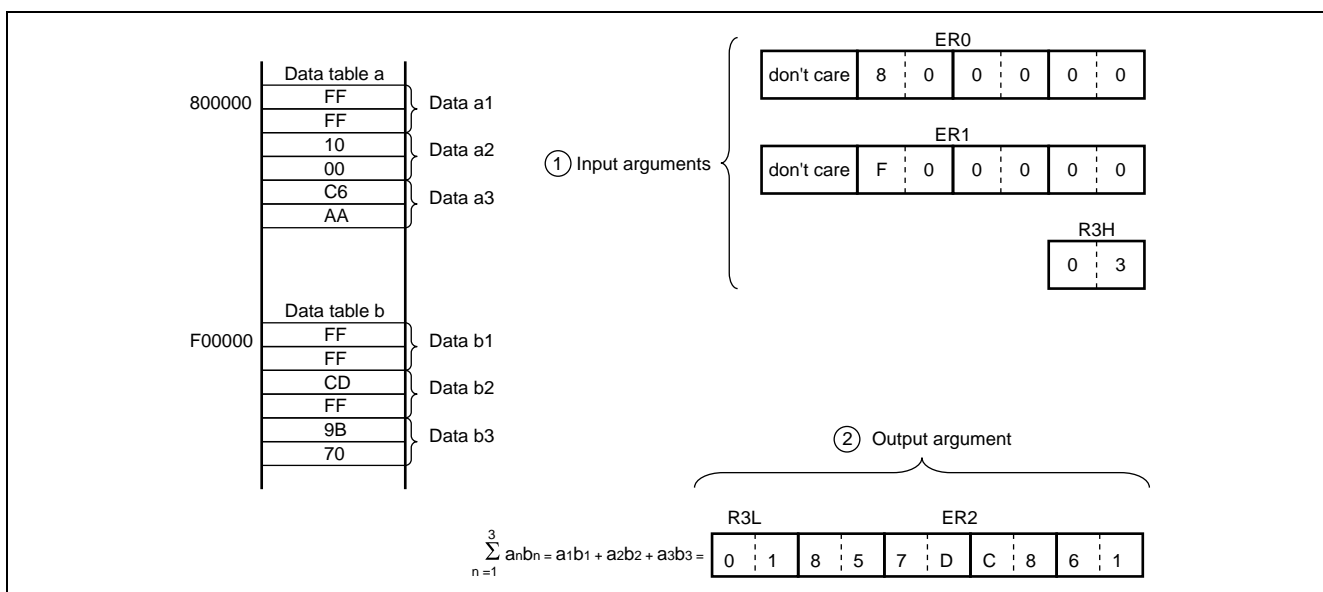 Data table a
800000
FF
FF
Data a1
10
00
Data a2
C6
AA
Data a3
Data table b
F00000
FF
FF
Data b1
CD
FF
Data b2
9B
70
Data b3
① Input arguments
ER0
don't care 8 0 0 0 0 0
ER1
don't care F 0 0 0 0 0
R3H
0 3
② Output argument
R3L ER2
3
Σ anbn = a1b1 + a2b2 + a3b3 = 0 1 8 5 7 D C 8 6 1
n =1